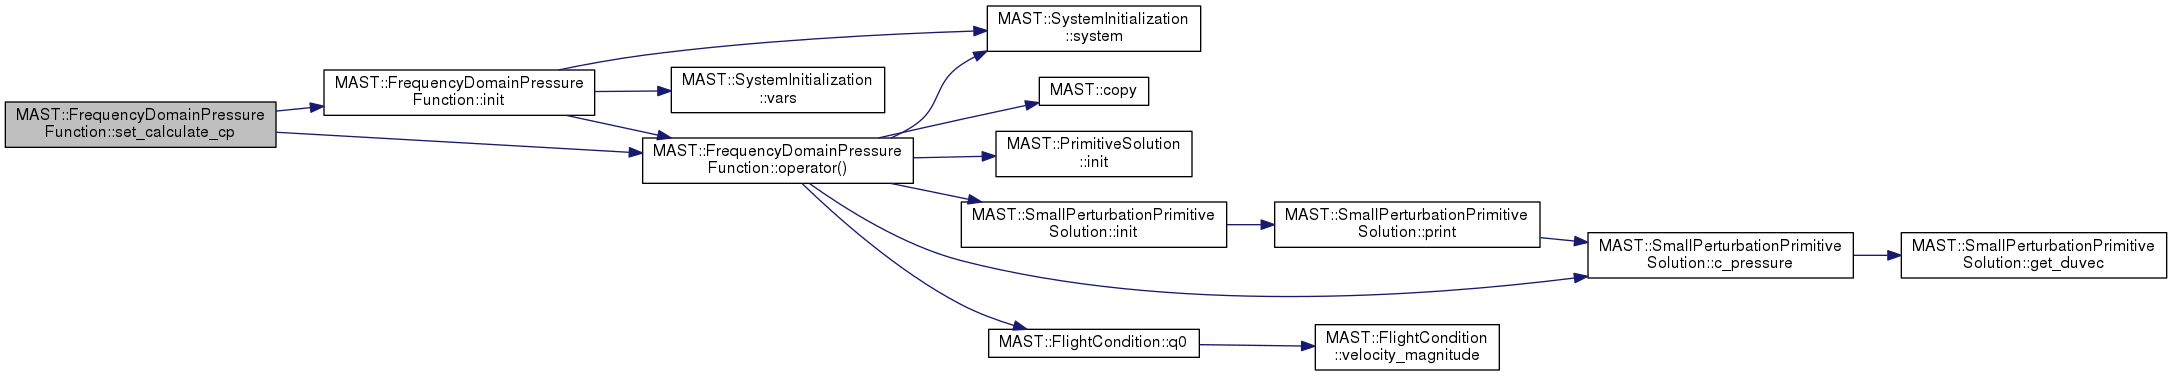 MAST::FrequencyDomainPressure
Function::set_calculate_cp
MAST::FrequencyDomainPressure
Function::init
MAST::SystemInitialization
::system
MAST::SystemInitialization
::vars
MAST::FrequencyDomainPressure
Function::operator()
MAST::copy
MAST::PrimitiveSolution
::init
MAST::SmallPerturbationPrimitive
Solution::init
MAST::SmallPerturbationPrimitive
Solution::print
MAST::SmallPerturbationPrimitive
Solution::c_pressure
MAST::SmallPerturbationPrimitive
Solution::get_duvec
MAST::FlightCondition::q0
MAST::FlightCondition
::velocity_magnitude